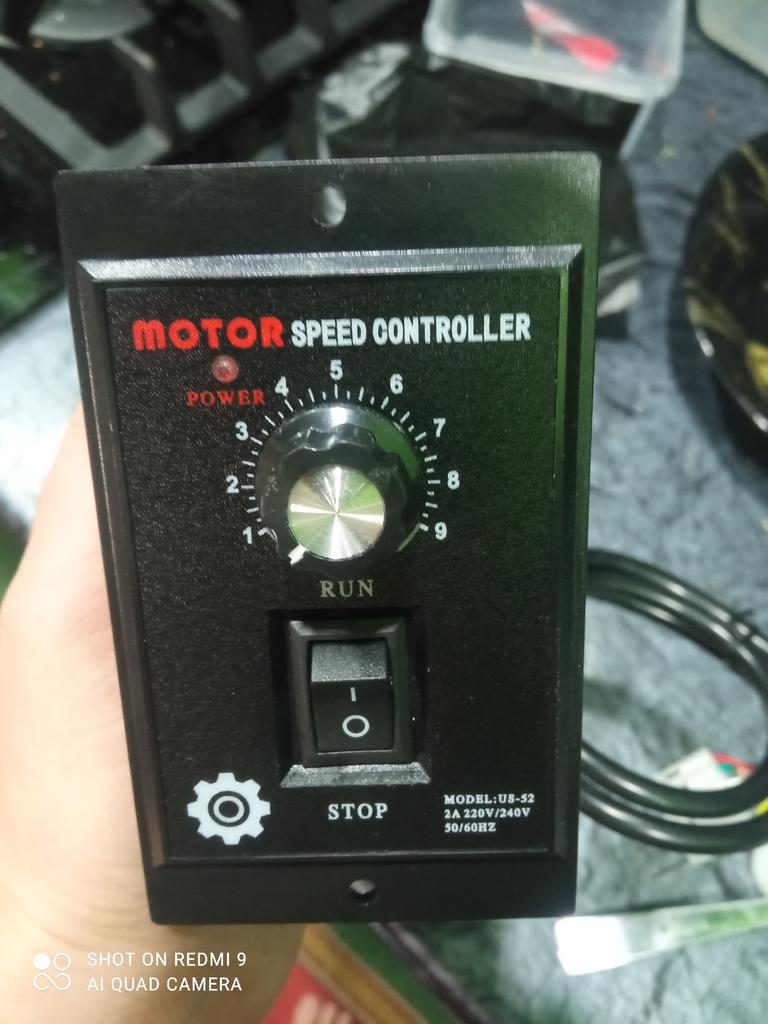 MOTOR SPEED CONTROLLER
POWER
1 2 3 4 5 6 7 8 9
RUN
I
O
STOP
MODEL:US-52
2A 220V/240V
50/60HZ
SHOT ON REDMI 9
AI QUAD CAMERA